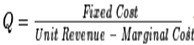 Q = Fixed Cost / Unit Revenue − Marginal Cost